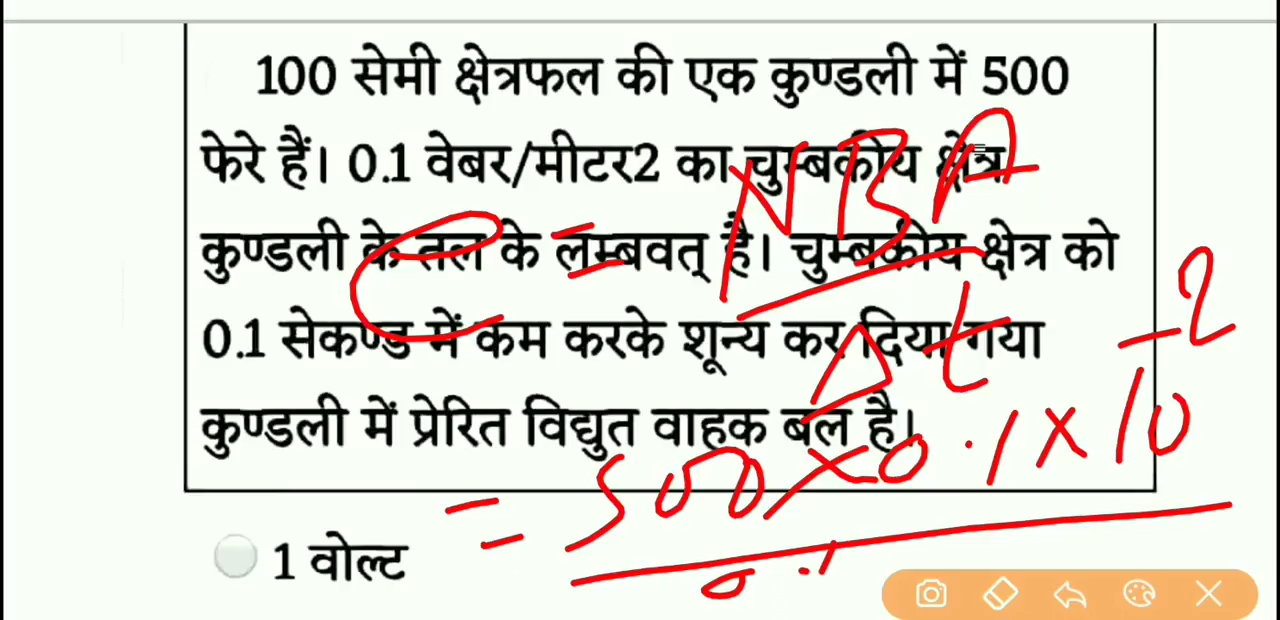 100 सेमी क्षेत्रफल की एक कुण्डली में 500
फेरे हैं। 0.1 वेबर/मीटर2 का चुम्बकीय क्षेत्र
कुण्डली के तल के लम्बवत् है। चुम्बकीय क्षेत्र को
0.1 सेकण्ड में कम करके शून्य कर दिया गया
कुण्डली में प्रेरित विद्युत वाहक बल है।
1 वोल्ट
e = NBA
Δt
= 500 × 0.1 × 10 -2
0.1